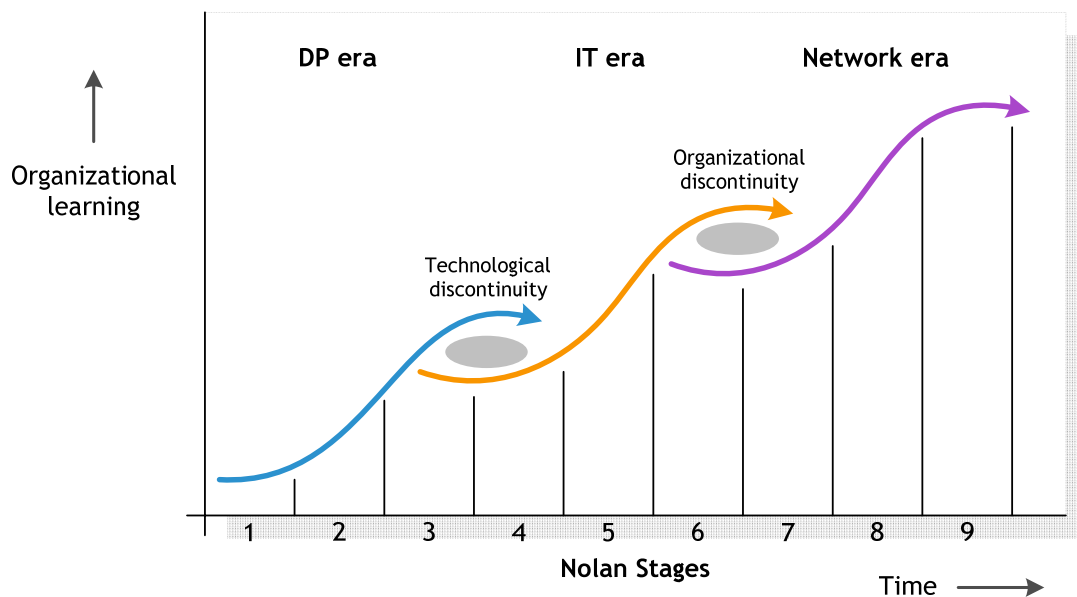 DP era
IT era
Network era
Organizational
discontinuity
Organizational
learning
Technological
discontinuity
1 2 3 4 5 6 7 8 9
Nolan Stages
Time